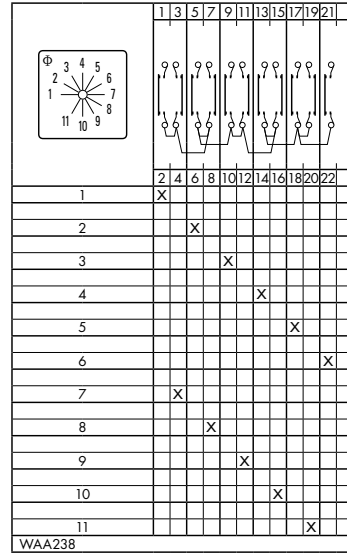 1 3 5 7 9 11 13 15 17 19 21
Φ
3 4 5
2 6
1 7
8
11 10 9
2 4 6 8 10 12 14 16 18 20 22
1 X
2 X
3 X
4 X
5 X
6 X
7 X
8 X
9 X
10 X
11 X
WAA238